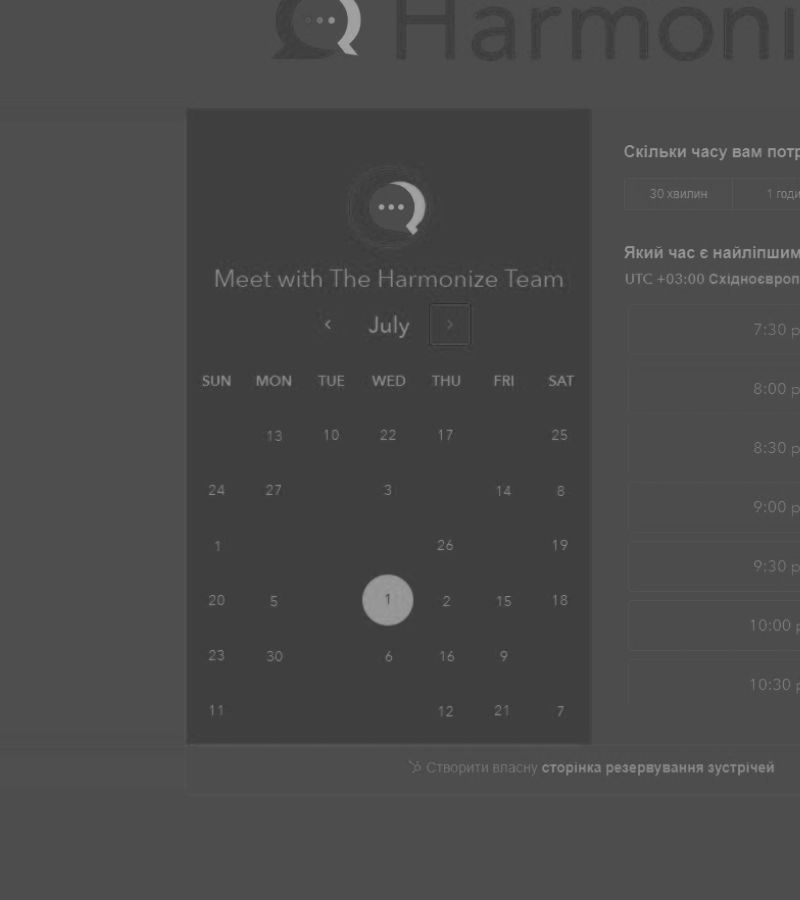 Harmoni
Meet with The Harmonize Team
July
SUN MON TUE WED THU FRI SAT
13 10 22 17 25
24 27 3 14 8
1 26 19
20 5 1 2 15 18
23 30 6 16 9
11 12 21 7
Скільки часу вам потр
30 хвилин 1 годи
Який час є найліпшим
UTC +03:00 Східноєвроп
7:30 p
8:00 p
8:30 p
9:00 p
9:30 p
10:00 p
10:30 p
Створити власну сторінка резервування зустрічей